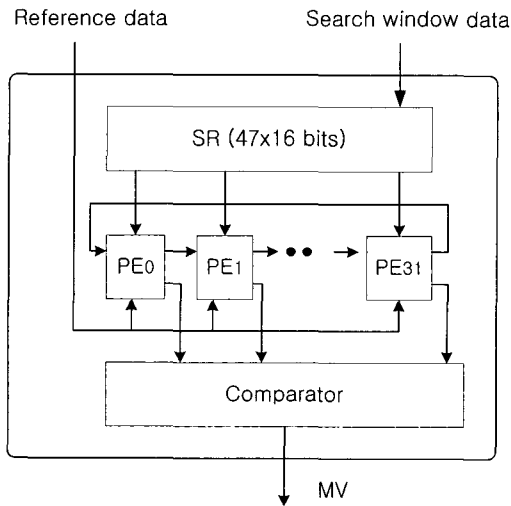 Reference data
Search window data
SR (47x16 bits)
PE0
PE1
PE31
Comparator
MV